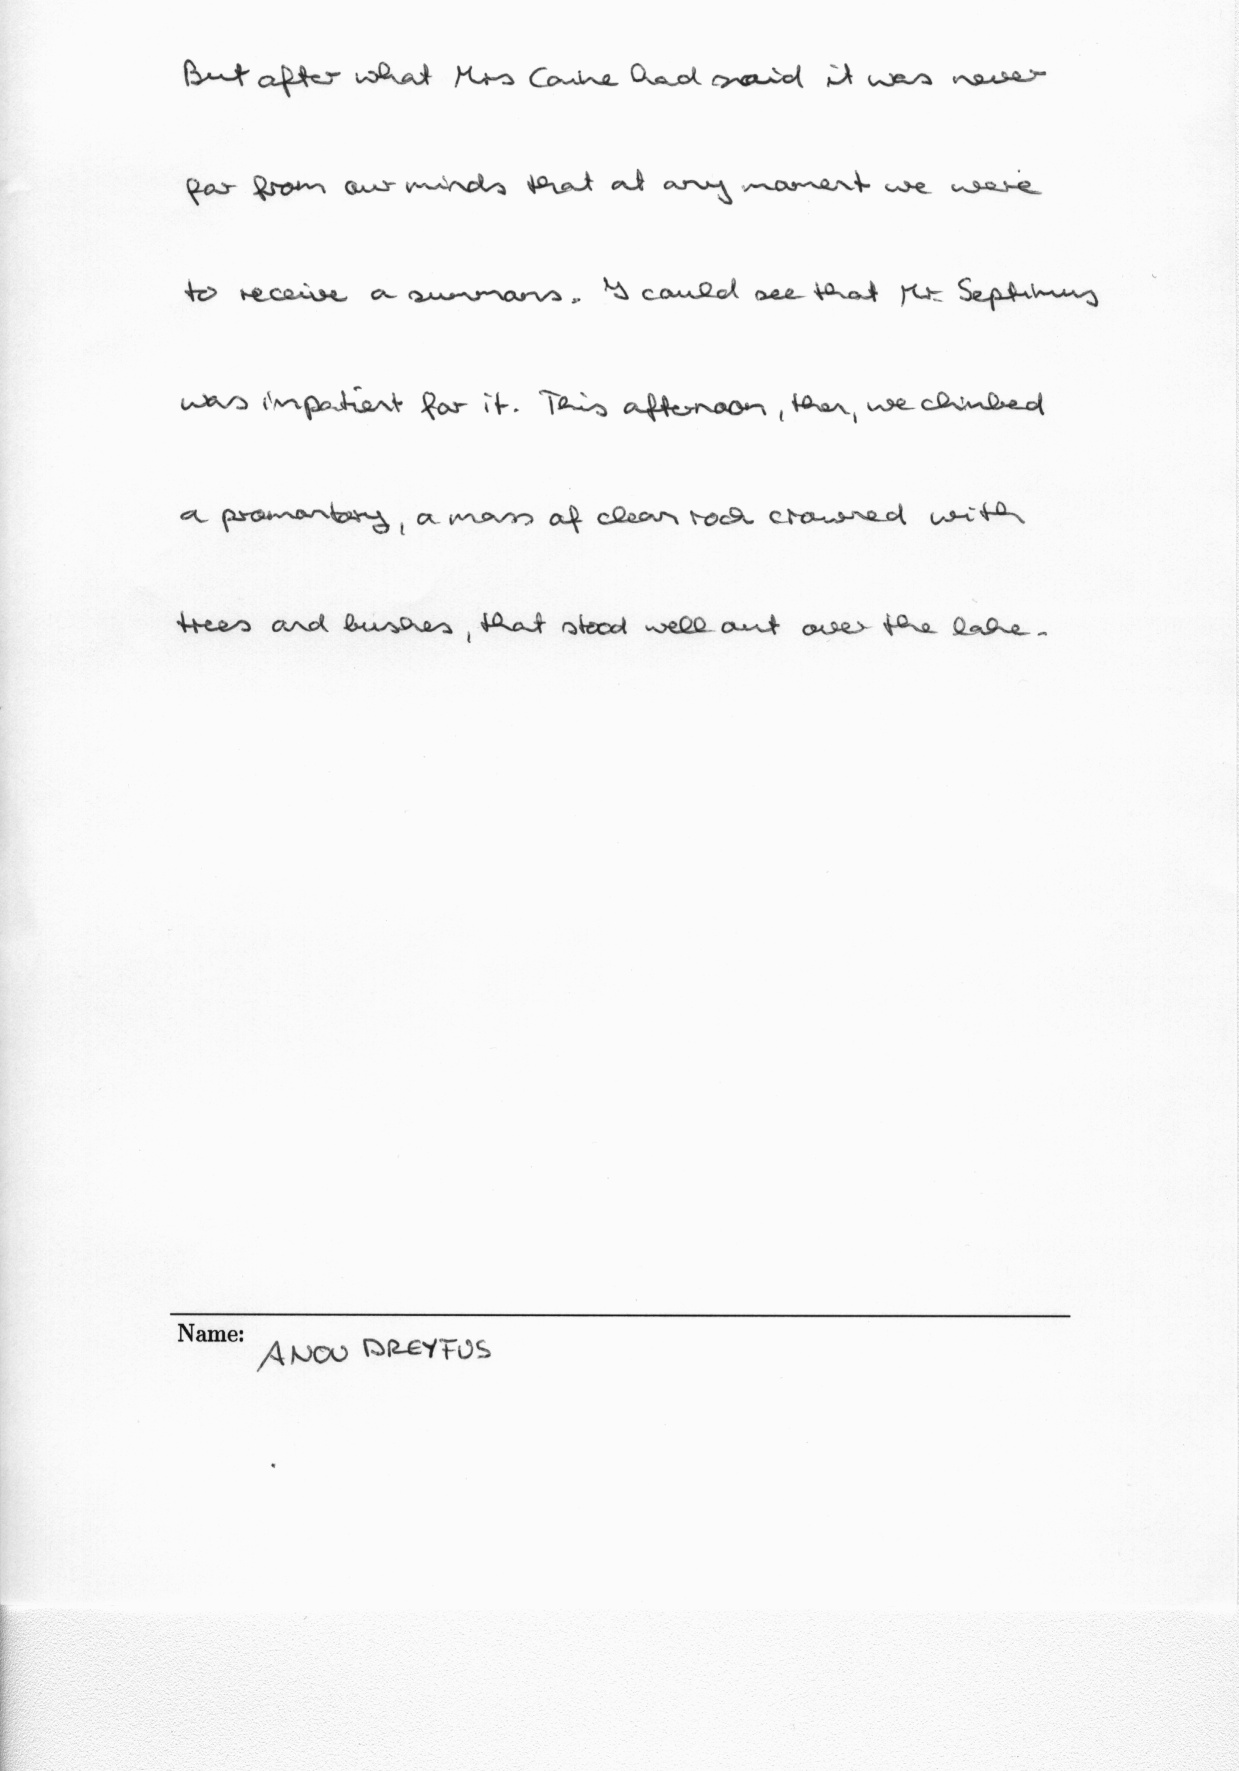 But after what Mrs Caine had said it was never
far from our minds that at any moment we were
to receive a summons. I could see that Mr. Septimus
was impatient for it. This afternoon, then, we climbed
a promontory, a mass of clean rock crowned with
trees and bushes, that stood well out over the lake.
Name: ANOU DREYFUS